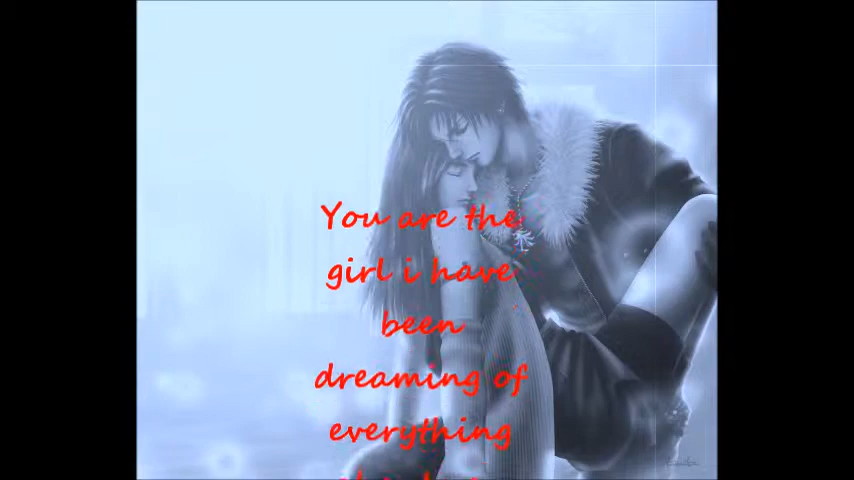 You are the
girl i have
been
dreaming of
everything